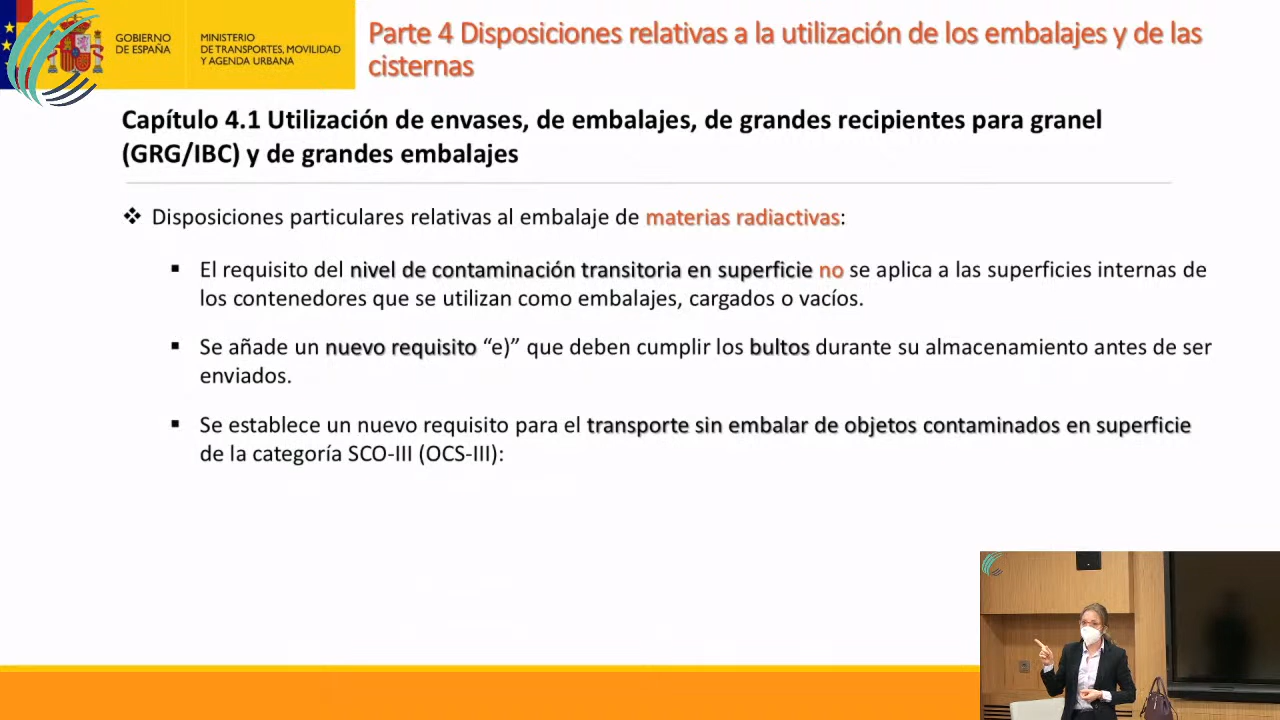 GOBIERNO
DE ESPAÑA
MINISTERIO
DE TRANSPORTES, MOVILIDAD
Y AGENDA URBANA
Parte 4 Disposiciones relativas a la utilización de los embalajes y de las
cisternas
Capítulo 4.1 Utilización de envases, de embalajes, de grandes recipientes para granel
(GRG/IBC) y de grandes embalajes
❖ Disposiciones particulares relativas al embalaje de materias radiactivas:
▪ El requisito del nivel de contaminación transitoria en superficie no se aplica a las superficies internas de
los contenedores que se utilizan como embalajes, cargados o vacíos.
▪ Se añade un nuevo requisito “e)” que deben cumplir los bultos durante su almacenamiento antes de ser
enviados.
▪ Se establece un nuevo requisito para el transporte sin embalar de objetos contaminados en superficie
de la categoría SCO-III (OCS-III):